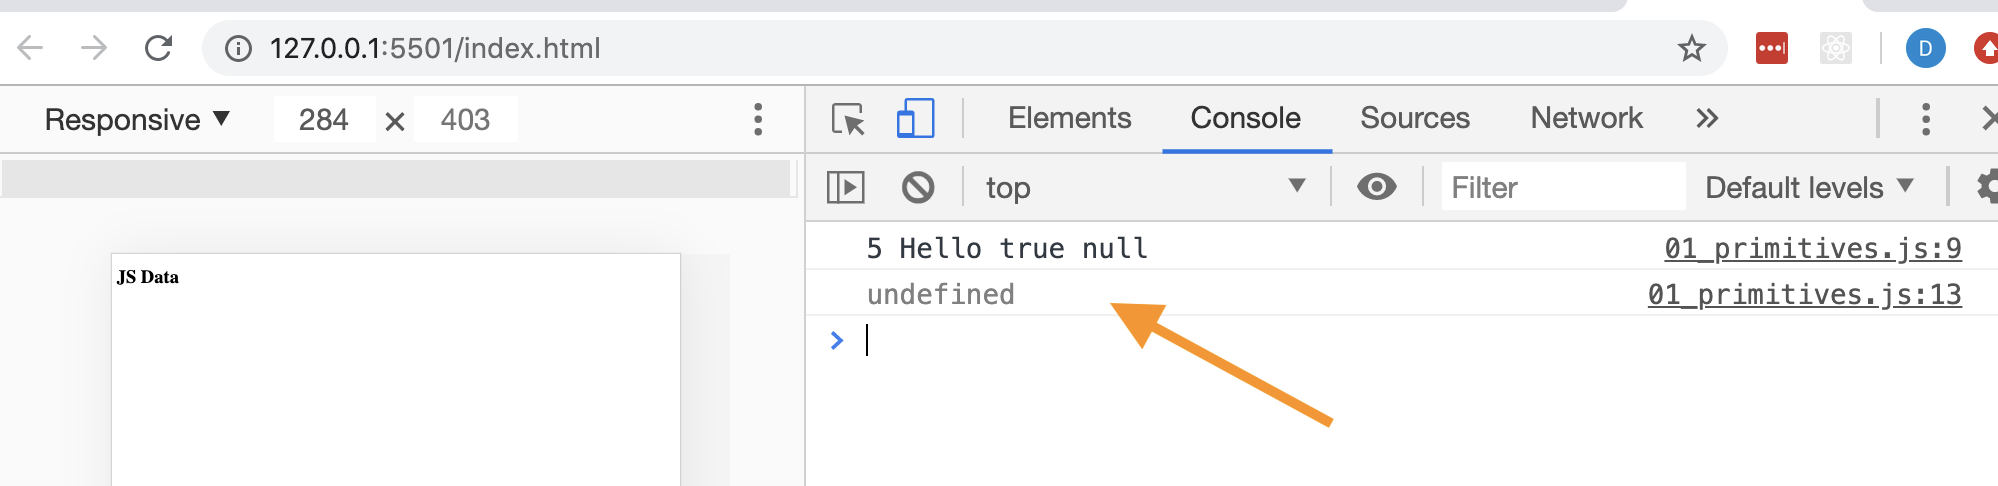 127.0.0.1:5501/index.html
D
Responsive ▼ 284 × 403
Elements Console Sources Network »
top ▼ Filter Default levels ▼
JS Data
5 Hello true null 01_primitives.js:9
undefined 01_primitives.js:13
>